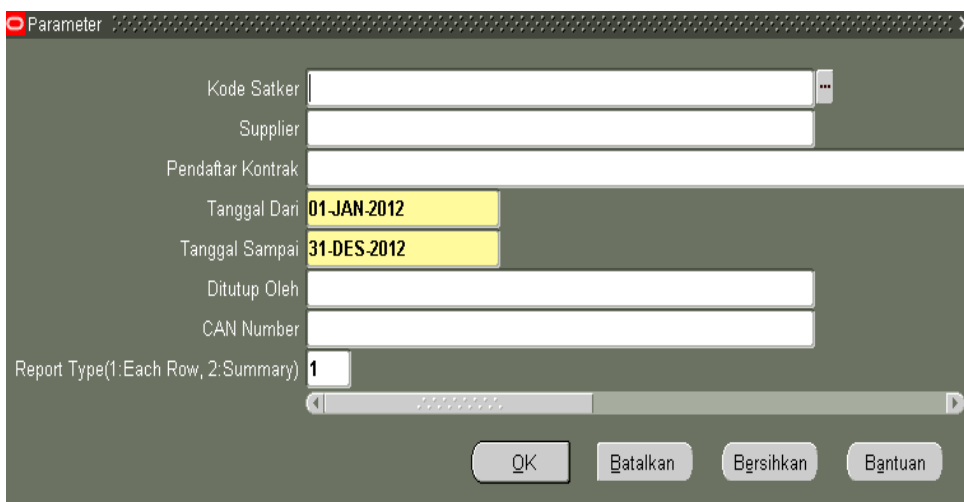 Parameter
Kode Satker
Supplier
Pendaftar Kontrak
Tanggal Dari 01-JAN-2012
Tanggal Sampai 31-DES-2012
Ditutup Oleh
CAN Number
Report Type(1:Each Row, 2:Summary) 1
OK Batalkan Bersihkan Bantuan